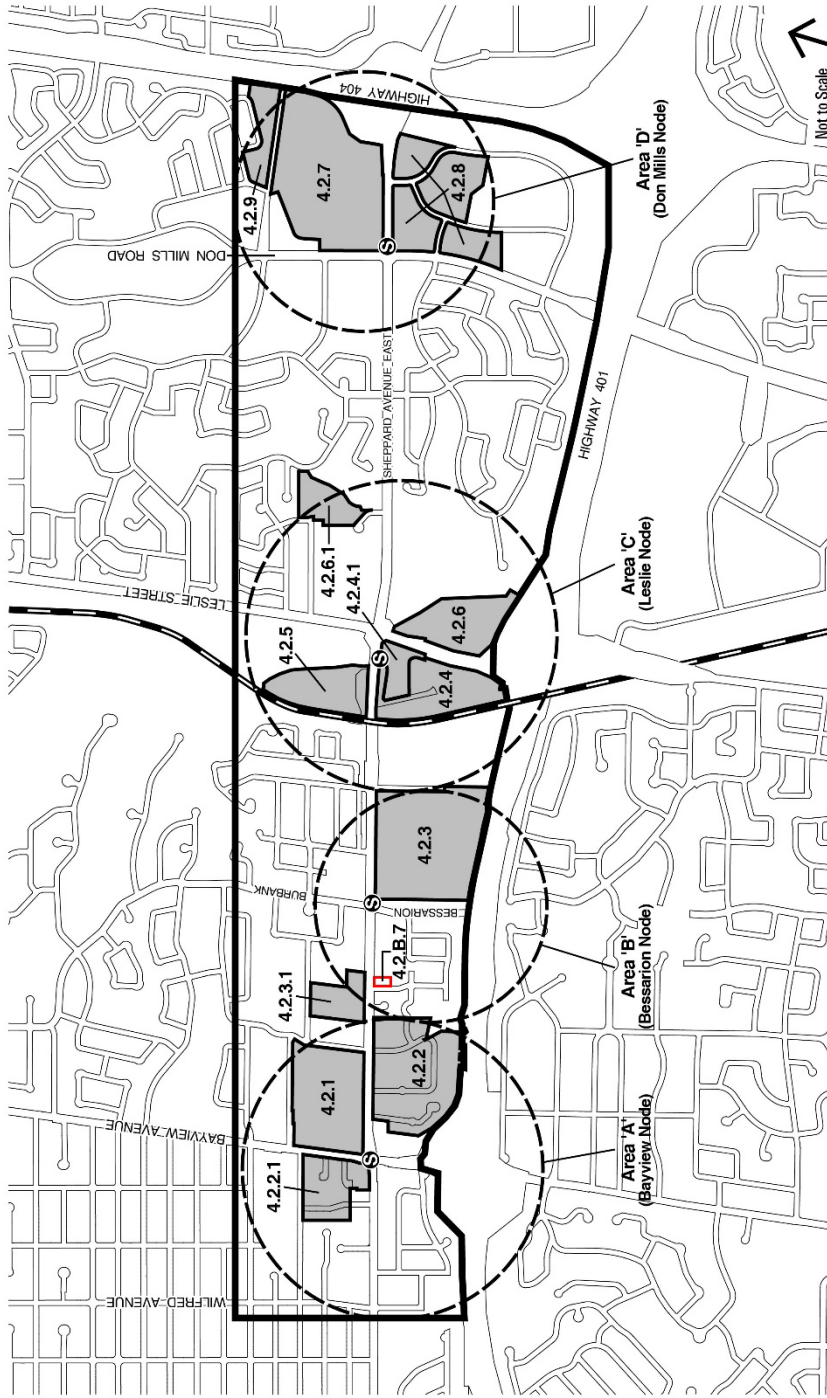 WILFRED AVENUE
BAYVIEW AVENUE
LESLIE STREET
DON MILLS ROAD
HIGHWAY 404
4.2.2.1
4.2.1
4.2.3.1
4.2.5
4.2.6.1
4.2.4.1
4.2.9
4.2.7
BURBANK
SHEPPARD AVENUE EAST
S
S
S
S
4.2.2
4.2.B.7
BESSARION
4.2.3
4.2.4
4.2.6
4.2.8
HIGHWAY 401
Area 'A'
(Bayview Node)
Area 'B'
(Bessarion Node)
Area 'C'
(Leslie Node)
Area 'D'
(Don Mills Node)
Not to Scale